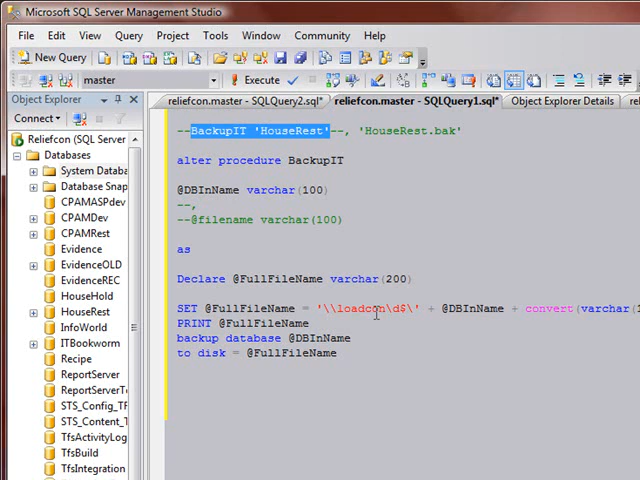 Microsoft SQL Server Management Studio
File Edit View Query Project Tools Window Community Help
New Query
master Execute
Object Explorer
reliefcon.master - SQLQuery2.sql* reliefcon.master - SQLQuery1.sql* Object Explorer Details
Connect
Reliefcon (SQL Server
Databases
System Databa
Database Snap
CPAMASPdev
CPAMDev
CPAMRest
Evidence
EvidenceOLD
EvidenceREC
HouseHold
HouseRest
InfoWorld
ITBookworm
Recipe
ReportServer
ReportServerTe
STS_Config_TF
STS_Content_T
TfsActivityLog
TfsBuild
TfsIntegration
--BackupIT 'HouseRest'--, 'HouseRest.bak'
alter procedure BackupIT
@DBInName varchar(100)
--,
--@filename varchar(100)
as
Declare @FullFileName varchar(200)
SET @FullFileName = '\\loadcon\d$\' + @DBInName + convert(varchar(1
PRINT @FullFileName
backup database @DBInName
to disk = @FullFileName